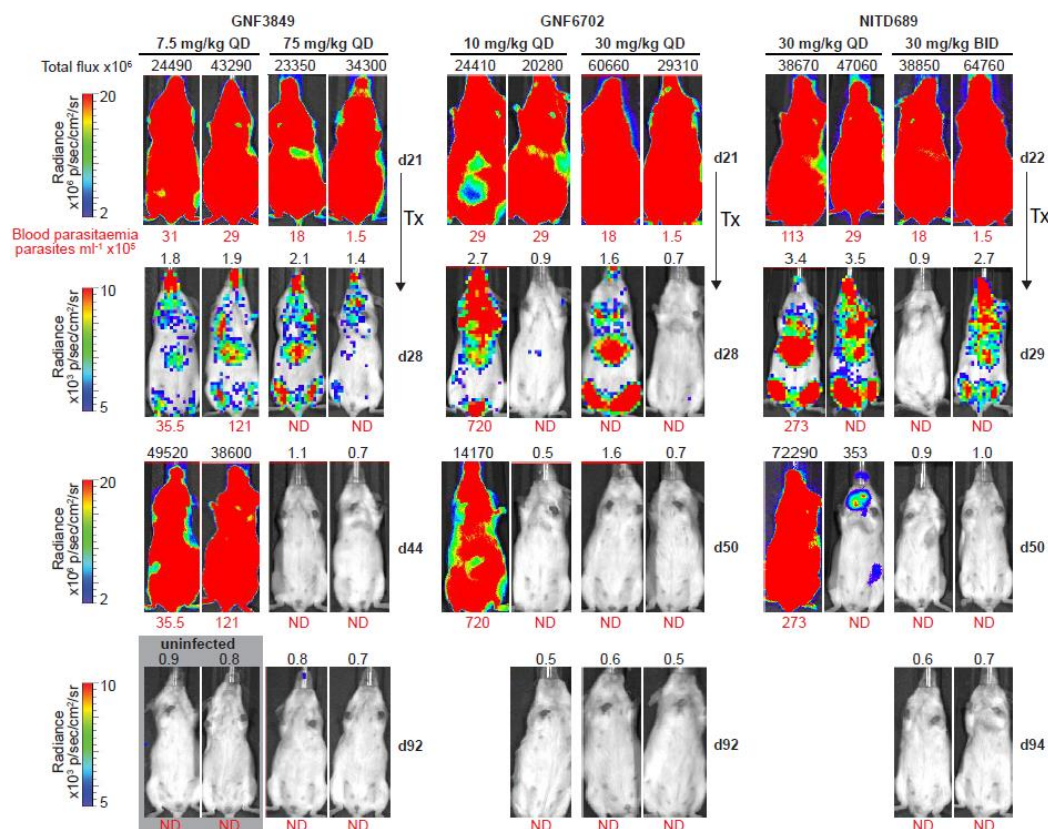 GNF3849 GNF6702 NITD689
7.5 mg/kg QD 75 mg/kg QD 10 mg/kg QD 30 mg/kg QD 30 mg/kg QD 30 mg/kg BID
Total flux x10⁶ 24490 43290 23350 34300 24410 20280 60660 29310 38670 47060 38850 64760
20
Radiance
x10⁶ p/sec/cm²/sr
2
d21 d21 d22
Tx Tx Tx
Blood parasitaemia
parasites ml⁻¹ x10⁵
31 29 18 1.5 29 29 18 1.5 113 29 18 1.5
1.8 1.9 2.1 1.4 2.7 0.9 1.6 0.7 3.4 3.5 0.9 2.7
10
Radiance
x10³ p/sec/cm²/sr
5
d28 d28 d29
35.5 121 ND ND 720 ND ND ND 273 ND ND ND
49520 38600 1.1 0.7 14170 0.5 1.6 0.7 72290 353 0.9 1.0
20
Radiance
x10⁶ p/sec/cm²/sr
2
d44 d50 d50
35.5 121 ND ND 720 ND ND ND 273 ND ND ND
uninfected
0.9 0.8 0.8 0.7 0.5 0.6 0.5 0.6 0.7
10
Radiance
x10³ p/sec/cm²/sr
5
d92 d92 d94
ND ND ND ND ND ND ND ND ND